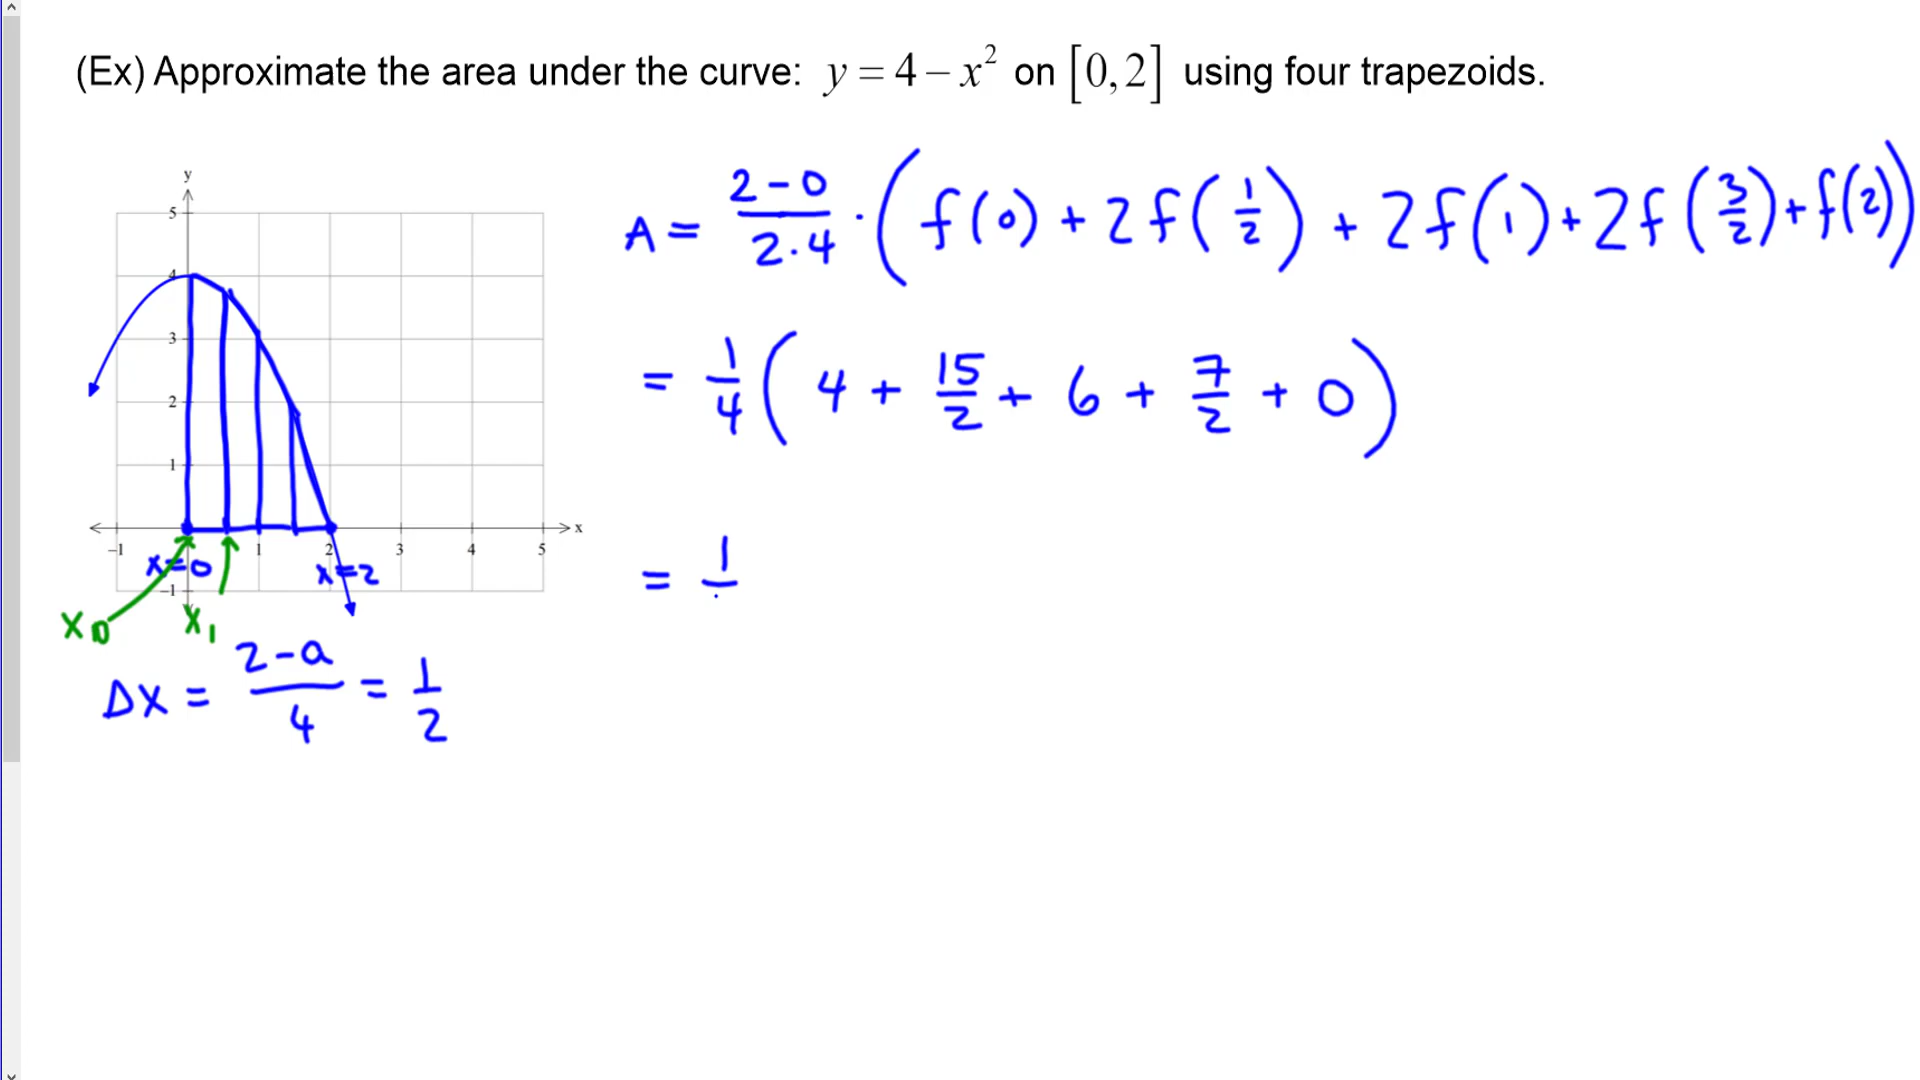 (Ex) Approximate the area under the curve: y = 4 − x² on [0,2] using four trapezoids.
A = 2-0/2·4 · (f(0) + 2f(1/2) + 2f(1) + 2f(3/2) + f(2))
= 1/4 (4 + 15/2 + 6 + 7/2 + 0)
= 1
y
5
4
3
2
1
x
−1 1 2 3 4 5
x=0 x=2
−1
x0 x1
Δx = 2-a/4 = 1/2